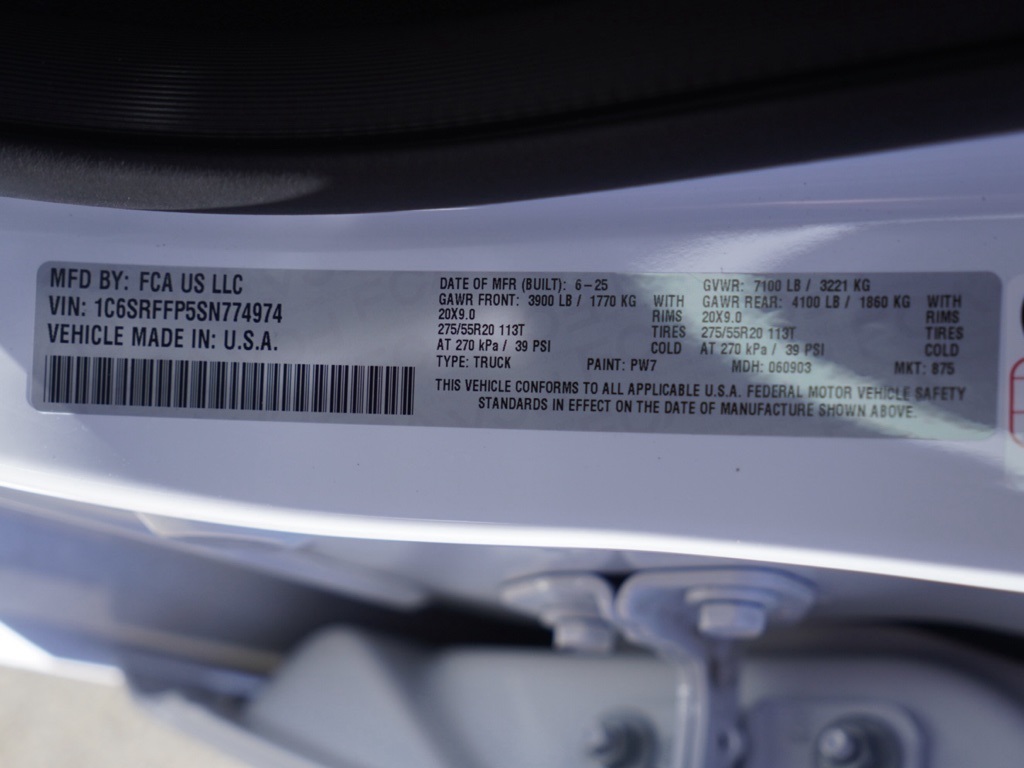 MFD BY: FCA US LLC
VIN: 1C6SRFFP5SN774974
VEHICLE MADE IN: U.S.A.
DATE OF MFR (BUILT): 6-25 GVWR: 7100 LB / 3221 KG
GAWR FRONT: 3900 LB / 1770 KG WITH GAWR REAR: 4100 LB / 1860 KG WITH
20X9.0 RIMS 20X9.0 RIMS
275/55R20 113T TIRES 275/55R20 113T TIRES
AT 270 kPa / 39 PSI COLD AT 270 kPa / 39 PSI COLD
TYPE: TRUCK PAINT: PW7 MDH: 060903 MKT: 875
THIS VEHICLE CONFORMS TO ALL APPLICABLE U.S.A. FEDERAL MOTOR VEHICLE SAFETY
STANDARDS IN EFFECT ON THE DATE OF MANUFACTURE SHOWN ABOVE.